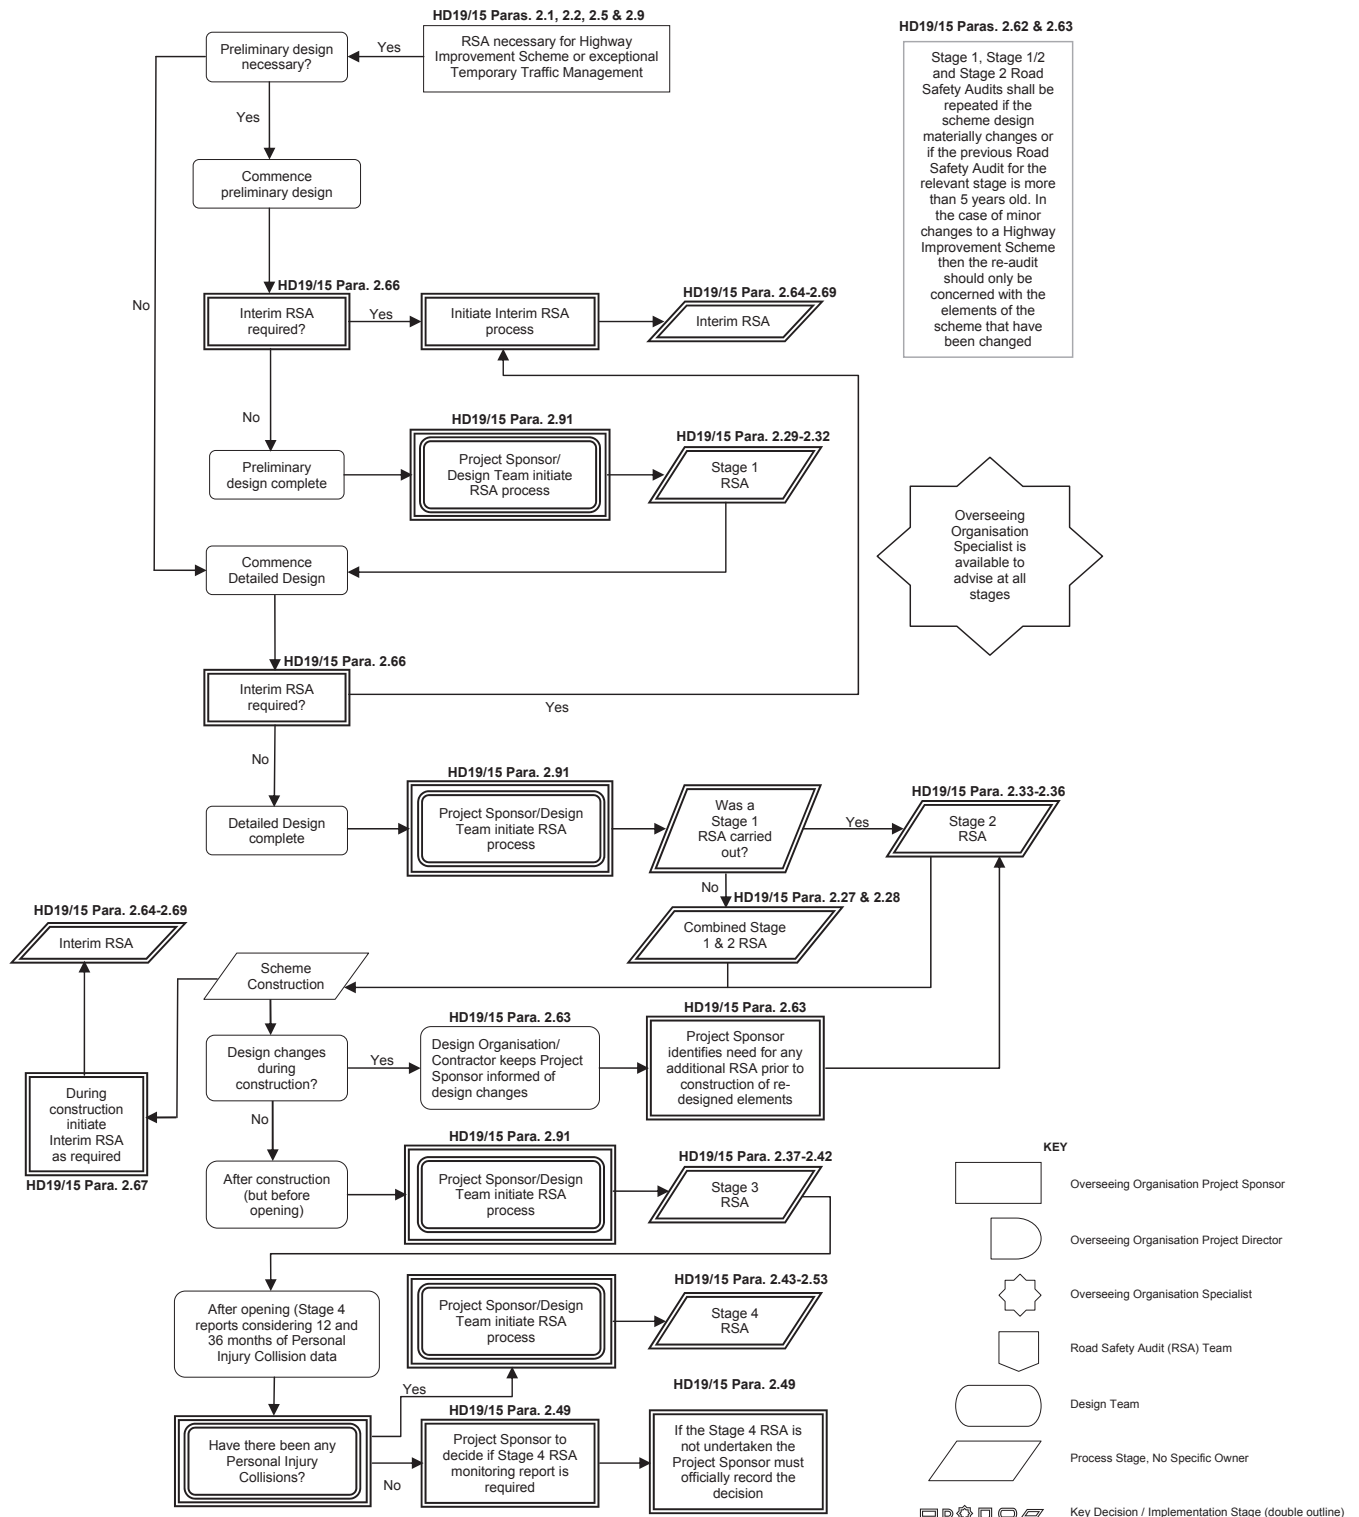 HD19/15 Paras. 2.1, 2.2, 2.5 & 2.9
RSA necessary for Highway
Improvement Scheme or exceptional
Temporary Traffic Management
Yes
Preliminary design
necessary?
Yes
No
Commence
preliminary design
HD19/15 Para. 2.66
Interim RSA
required?
Yes
Initiate Interim RSA
process
HD19/15 Para. 2.64-2.69
Interim RSA
No
Preliminary
design complete
HD19/15 Para. 2.91
Project Sponsor/
Design Team initiate
RSA process
HD19/15 Para. 2.29-2.32
Stage 1
RSA
Commence
Detailed Design
HD19/15 Para. 2.66
Interim RSA
required?
Yes
No
Detailed Design
complete
HD19/15 Para. 2.91
Project Sponsor/Design
Team initiate RSA
process
Was a
Stage 1
RSA carried
out?
Yes
HD19/15 Para. 2.33-2.36
Stage 2
RSA
No
HD19/15 Para. 2.27 & 2.28
Combined Stage
1 & 2 RSA
HD19/15 Para. 2.64-2.69
Interim RSA
Scheme
Construction
During
construction
initiate
Interim RSA
as required
HD19/15 Para. 2.67
Design changes
during
construction?
Yes
HD19/15 Para. 2.63
Design Organisation/
Contractor keeps Project
Sponsor informed of
design changes
HD19/15 Para. 2.63
Project Sponsor
identifies need for any
additional RSA prior to
construction of re-
designed elements
No
After construction
(but before
opening)
HD19/15 Para. 2.91
Project Sponsor/Design
Team initiate RSA
process
HD19/15 Para. 2.37-2.42
Stage 3
RSA
After opening (Stage 4
reports considering 12 and
36 months of Personal
Injury Collision data
Project Sponsor/Design
Team initiate RSA
process
HD19/15 Para. 2.43-2.53
Stage 4
RSA
Yes
Have there been any
Personal Injury
Collisions?
No
HD19/15 Para. 2.49
Project Sponsor to
decide if Stage 4 RSA
monitoring report is
required
HD19/15 Para. 2.49
If the Stage 4 RSA is
not undertaken the
Project Sponsor must
officially record the
decision
HD19/15 Paras. 2.62 & 2.63
Stage 1, Stage 1/2
and Stage 2 Road
Safety Audits shall be
repeated if the
scheme design
materially changes or
if the previous Road
Safety Audit for the
relevant stage is more
than 5 years old. In
the case of minor
changes to a Highway
Improvement Scheme
then the re-audit
should only be
concerned with the
elements of the
scheme that have
been changed
Overseeing
Organisation
Specialist is
available to
advise at all
stages
KEY
Overseeing Organisation Project Sponsor
Overseeing Organisation Project Director
Overseeing Organisation Specialist
Road Safety Audit (RSA) Team
Design Team
Process Stage, No Specific Owner
Key Decision / Implementation Stage (double outline)